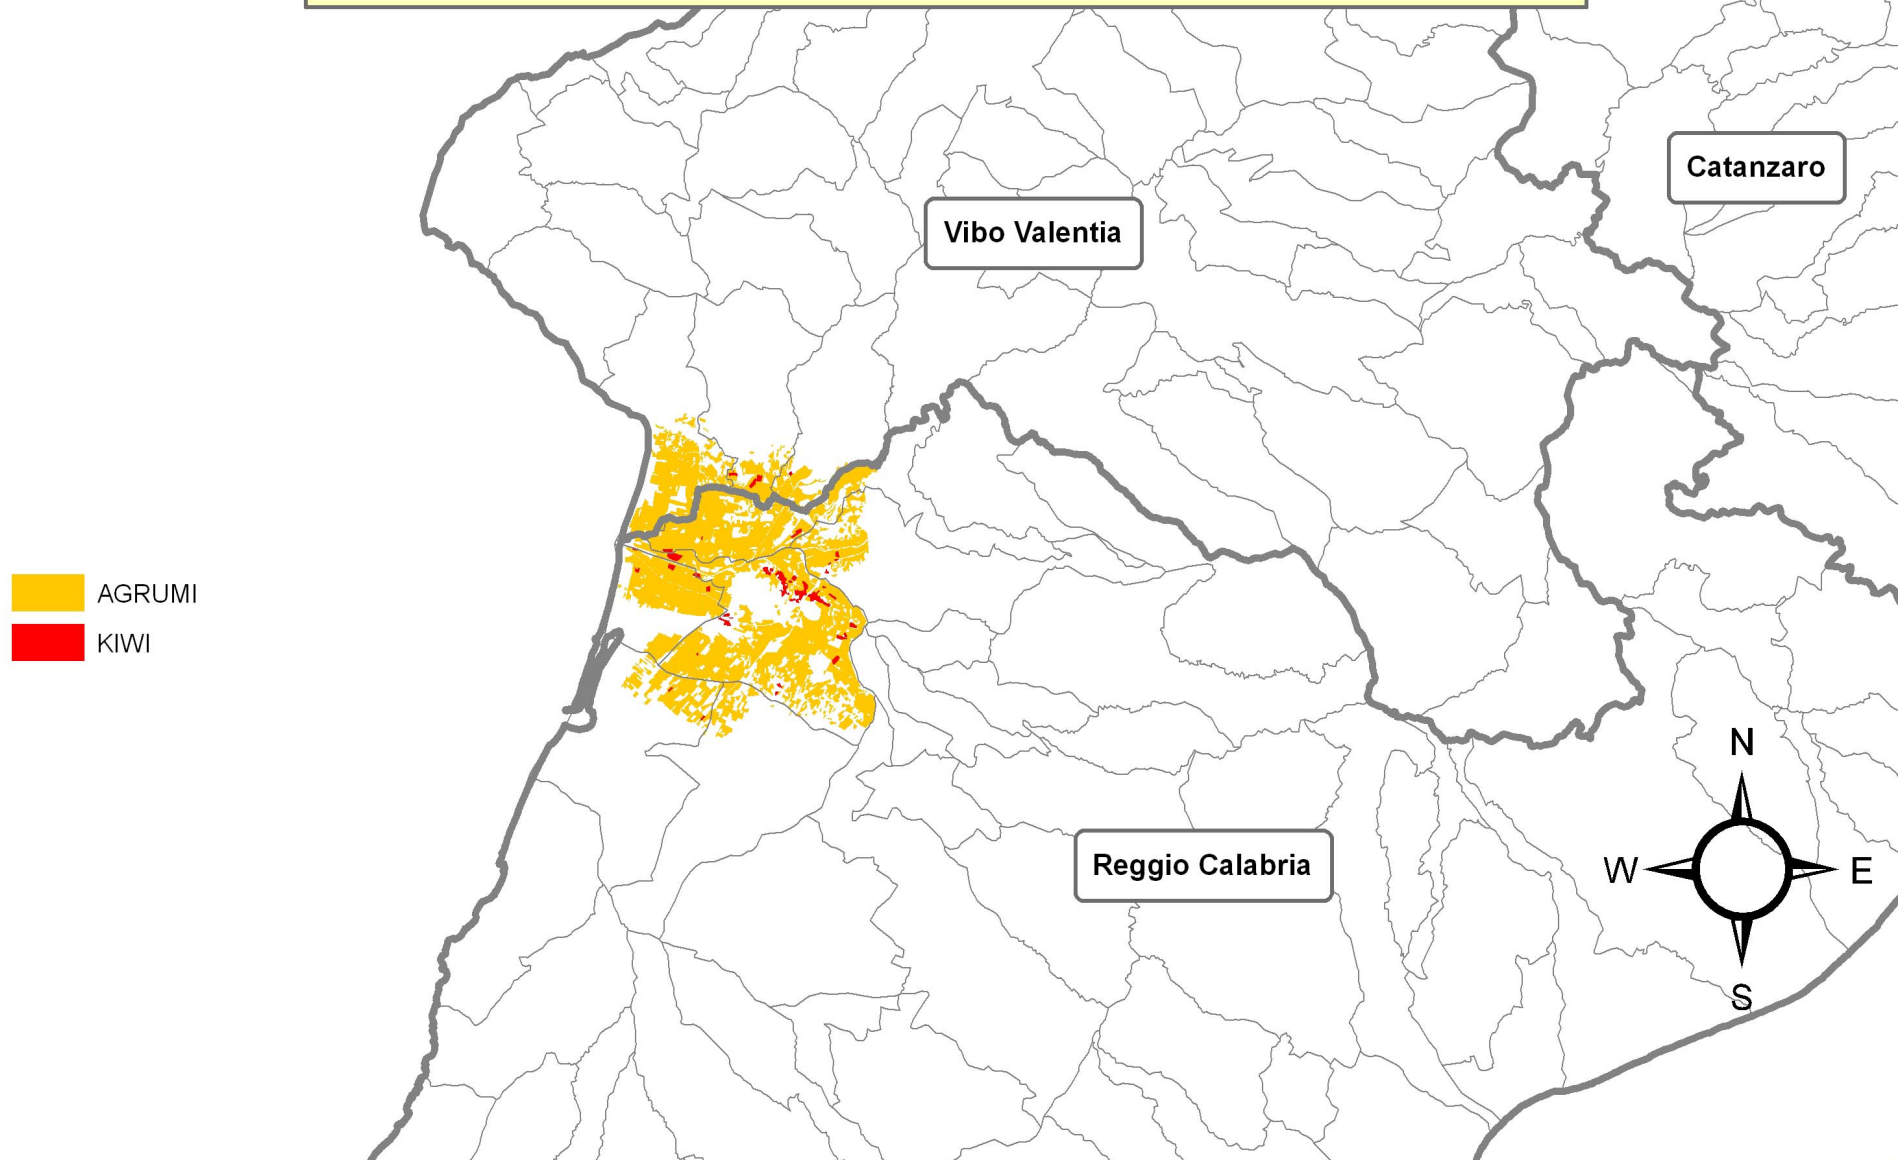 Catanzaro
Vibo Valentia
AGRUMI
KIWI
N
W
E
S
Reggio Calabria